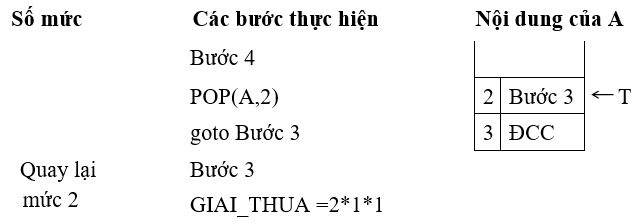 Số mức Các bước thực hiện Nội dung của A
Bước 4
POP(A,2) 2 Bước 3 ← T
goto Bước 3 3 ĐCC
Quay lại Bước 3
mức 2 GIAI_THUA =2*1*1